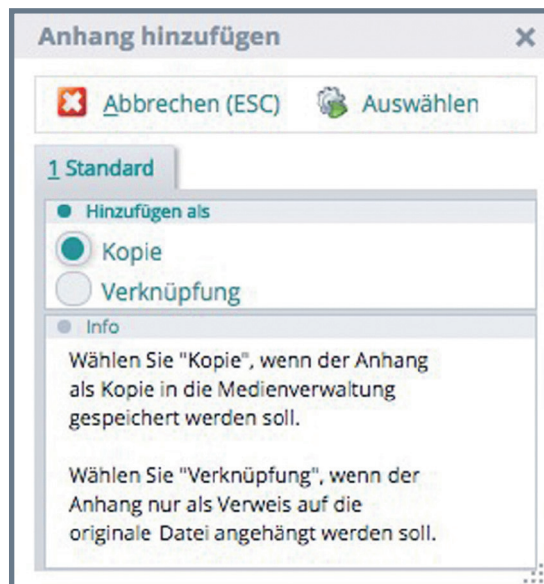 Anhang hinzufügen
Abbrechen (ESC) Auswählen
1 Standard
Hinzufügen als
Kopie
Verknüpfung
Info
Wählen Sie "Kopie", wenn der Anhang
als Kopie in die Medienverwaltung
gespeichert werden soll.
Wählen Sie "Verknüpfung", wenn der
Anhang nur als Verweis auf die
originale Datei angehängt werden soll.